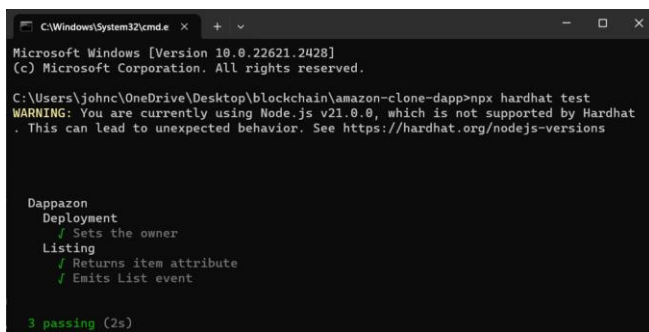 C:\Windows\System32\cmd.e
Microsoft Windows [Version 10.0.22621.2428]
(c) Microsoft Corporation. All rights reserved.
C:\Users\johnc\OneDrive\Desktop\blockchain\amazon-clone-dapp>npx hardhat test
WARNING: You are currently using Node.js v21.0.0, which is not supported by Hardhat
. This can lead to unexpected behavior. See https://hardhat.org/nodejs-versions
Dappazon
Deployment
√ Sets the owner
Listing
√ Returns item attribute
√ Emits List event
3 passing (2s)